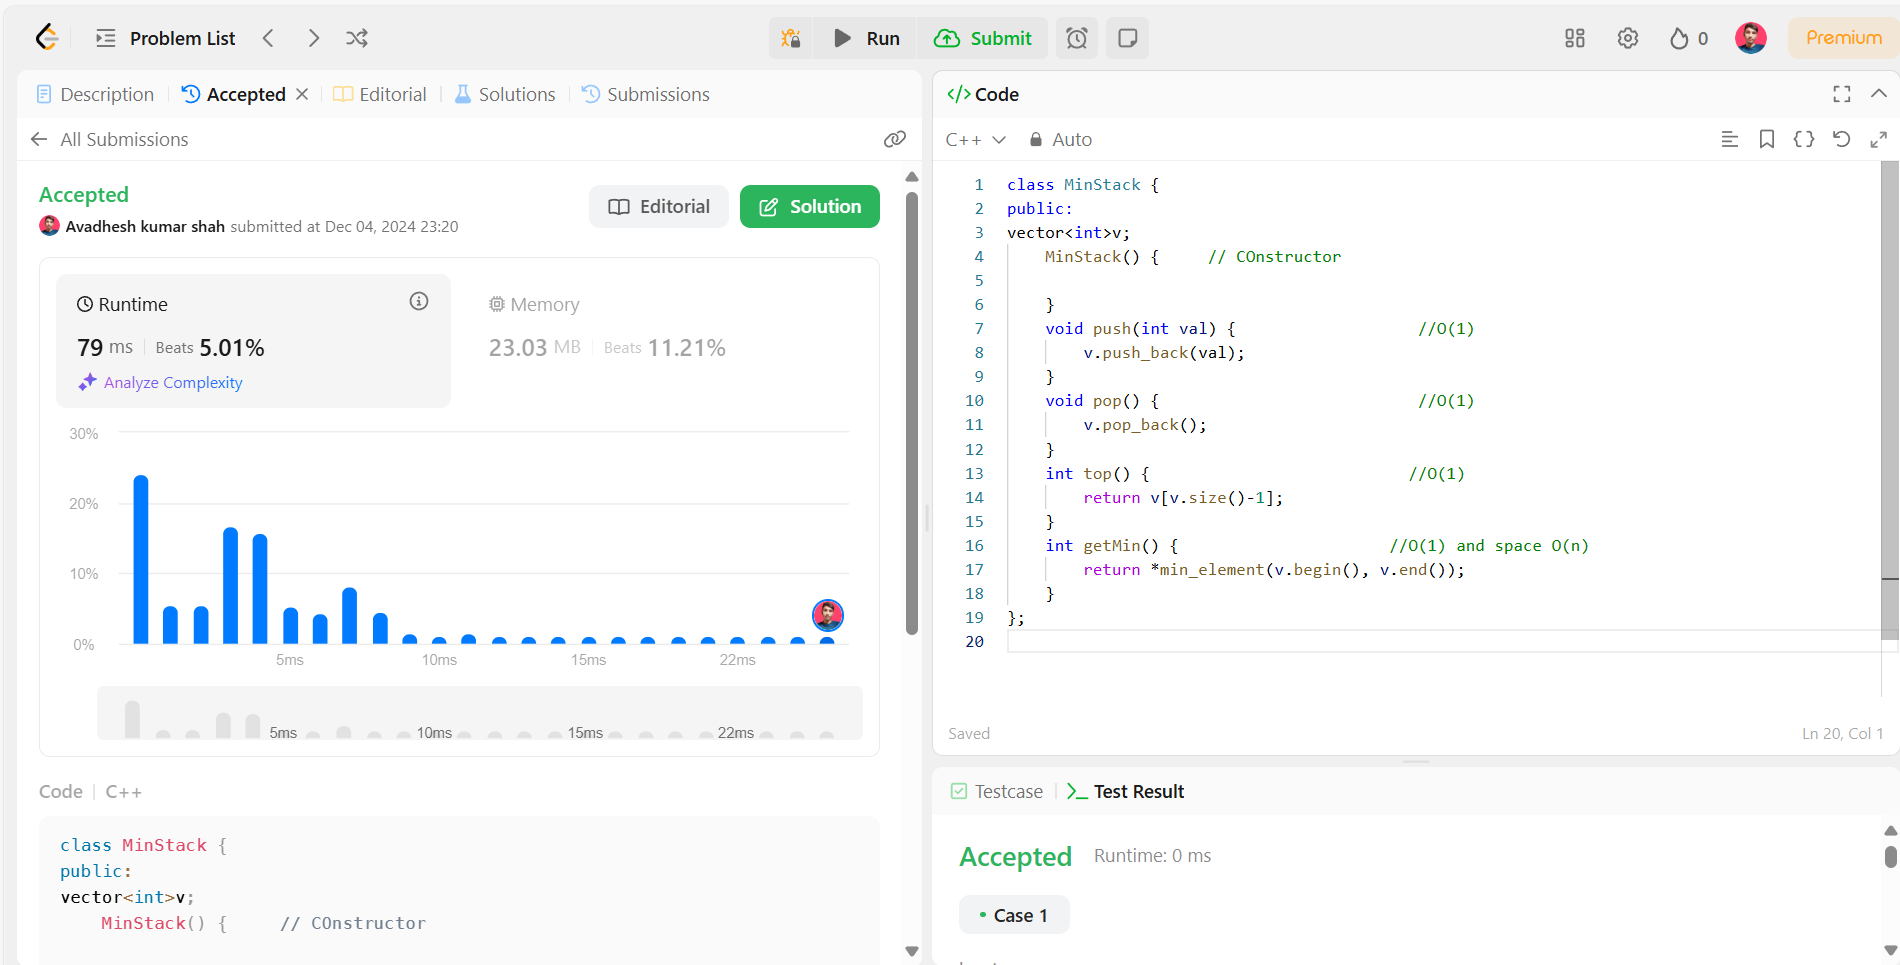 Problem List
Run
Submit
0
Premium
Description
Accepted
Editorial
Solutions
Submissions
All Submissions
Accepted
Avadhesh kumar shah submitted at Dec 04, 2024 23:20
Editorial
Solution
Runtime
79 ms
Beats 5.01%
Analyze Complexity
Memory
23.03 MB
Beats 11.21%
30%
20%
10%
0%
5ms
10ms
15ms
22ms
5ms
10ms
15ms
22ms
Code
C++
class MinStack {
public:
vector<int>v;
    MinStack() {     // COnstructor
</> Code
C++
Auto
1 class MinStack {
2 public:
3 vector<int>v;
4     MinStack() {     // COnstructor
5
6     }
7     void push(int val) {                   //O(1)
8         v.push_back(val);
9     }
10     void pop() {                           //O(1)
11         v.pop_back();
12     }
13     int top() {                           //O(1)
14         return v[v.size()-1];
15     }
16     int getMin() {                      //O(1) and space O(n)
17         return *min_element(v.begin(), v.end());
18     }
19 };
20
Saved
Ln 20, Col 1
Testcase
>_ Test Result
Accepted
Runtime: 0 ms
• Case 1